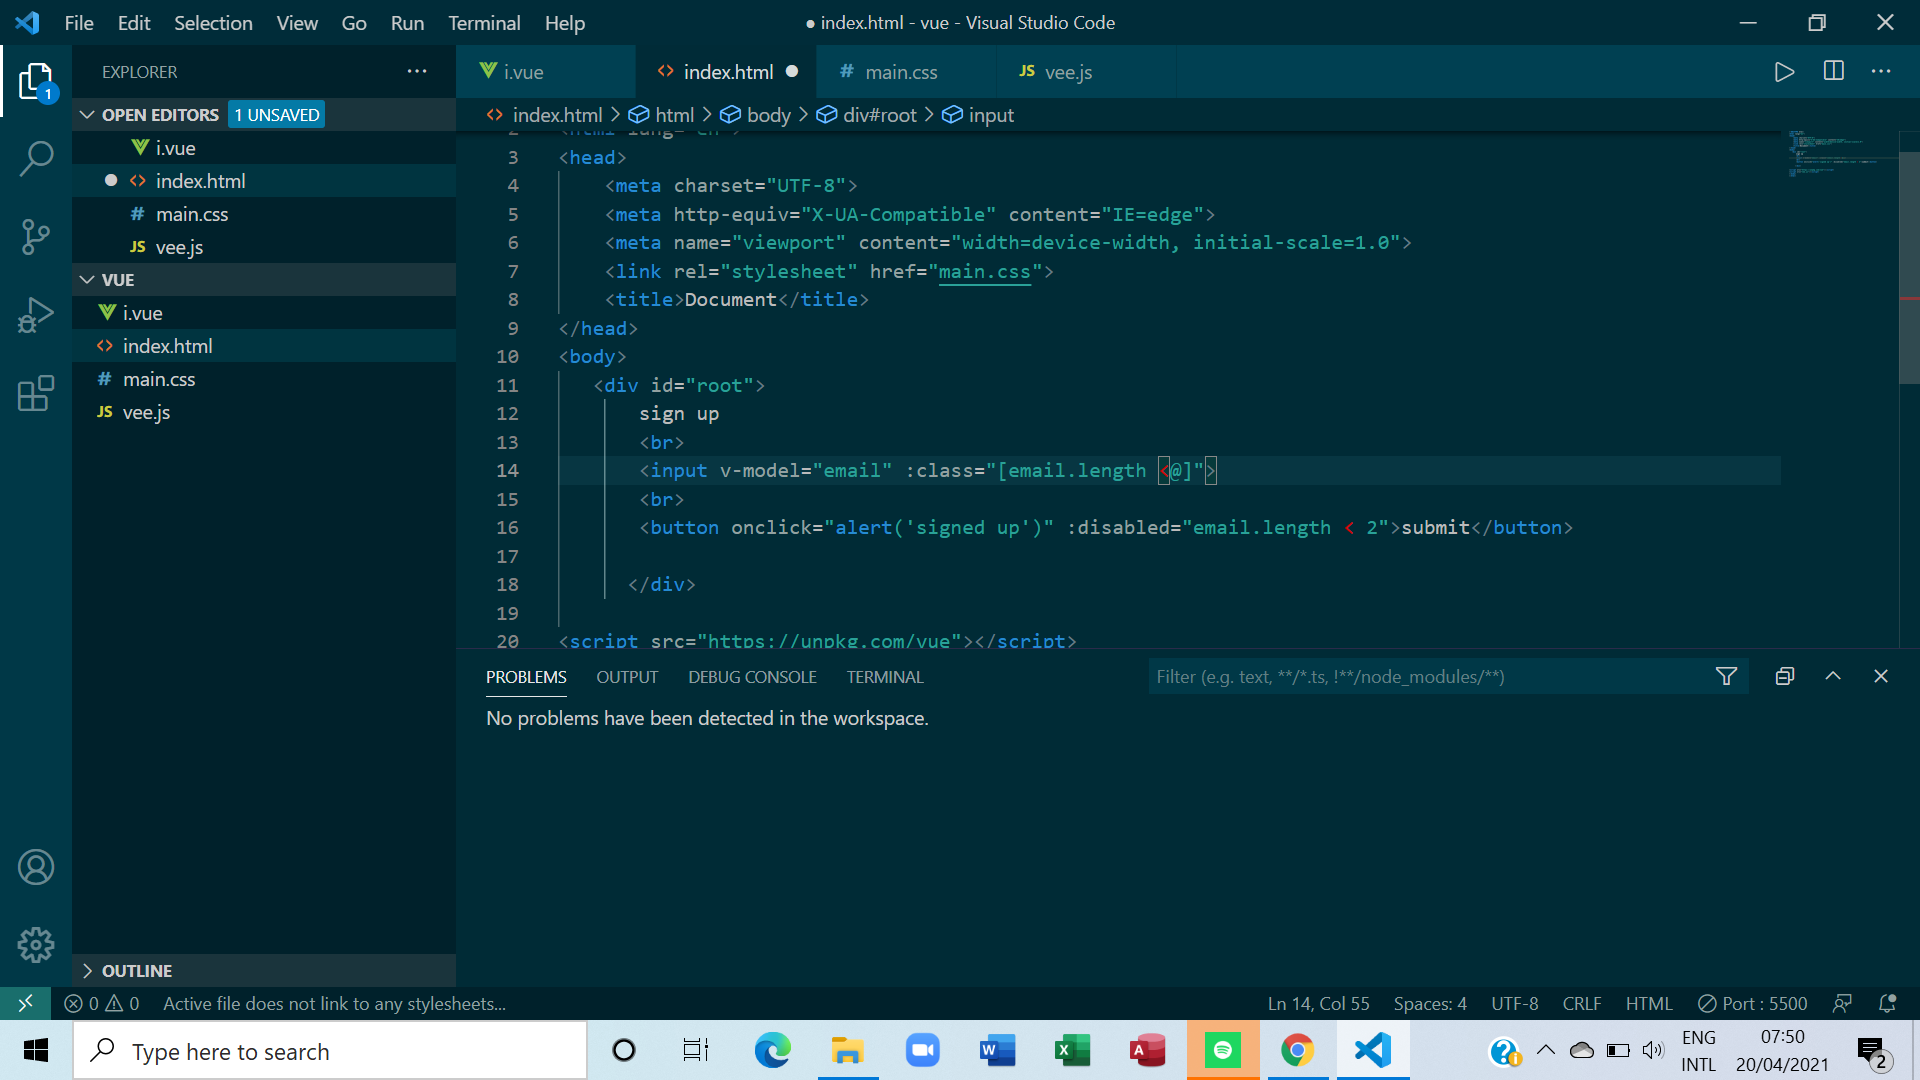 File Edit Selection View Go Run Terminal Help
● index.html - vue - Visual Studio Code
EXPLORER
1
OPEN EDITORS 1 UNSAVED
i.vue
index.html
# main.css
JS vee.js
VUE
i.vue
index.html
# main.css
JS vee.js
OUTLINE
i.vue
index.html
# main.css
JS vee.js
index.html > html > body > div#root > input
3 <head>
4 <meta charset="UTF-8">
5 <meta http-equiv="X-UA-Compatible" content="IE=edge">
6 <meta name="viewport" content="width=device-width, initial-scale=1.0">
7 <link rel="stylesheet" href="main.css">
8 <title>Document</title>
9 </head>
10 <body>
11 <div id="root">
12 sign up
13 <br>
14 <input v-model="email" :class="[email.length <@]">
15 <br>
16 <button onclick="alert('signed up')" :disabled="email.length < 2">submit</button>
17
18 </div>
19
20 <script src="https://unpkg.com/vue"></script>
PROBLEMS OUTPUT DEBUG CONSOLE TERMINAL
Filter (e.g. text, **/*.ts, !**/node_modules/**)
No problems have been detected in the workspace.
0 0 Active file does not link to any stylesheets...
Ln 14, Col 55 Spaces: 4 UTF-8 CRLF HTML Port : 5500
Type here to search
W
X
A
ENG
INTL
07:50
20/04/2021
2